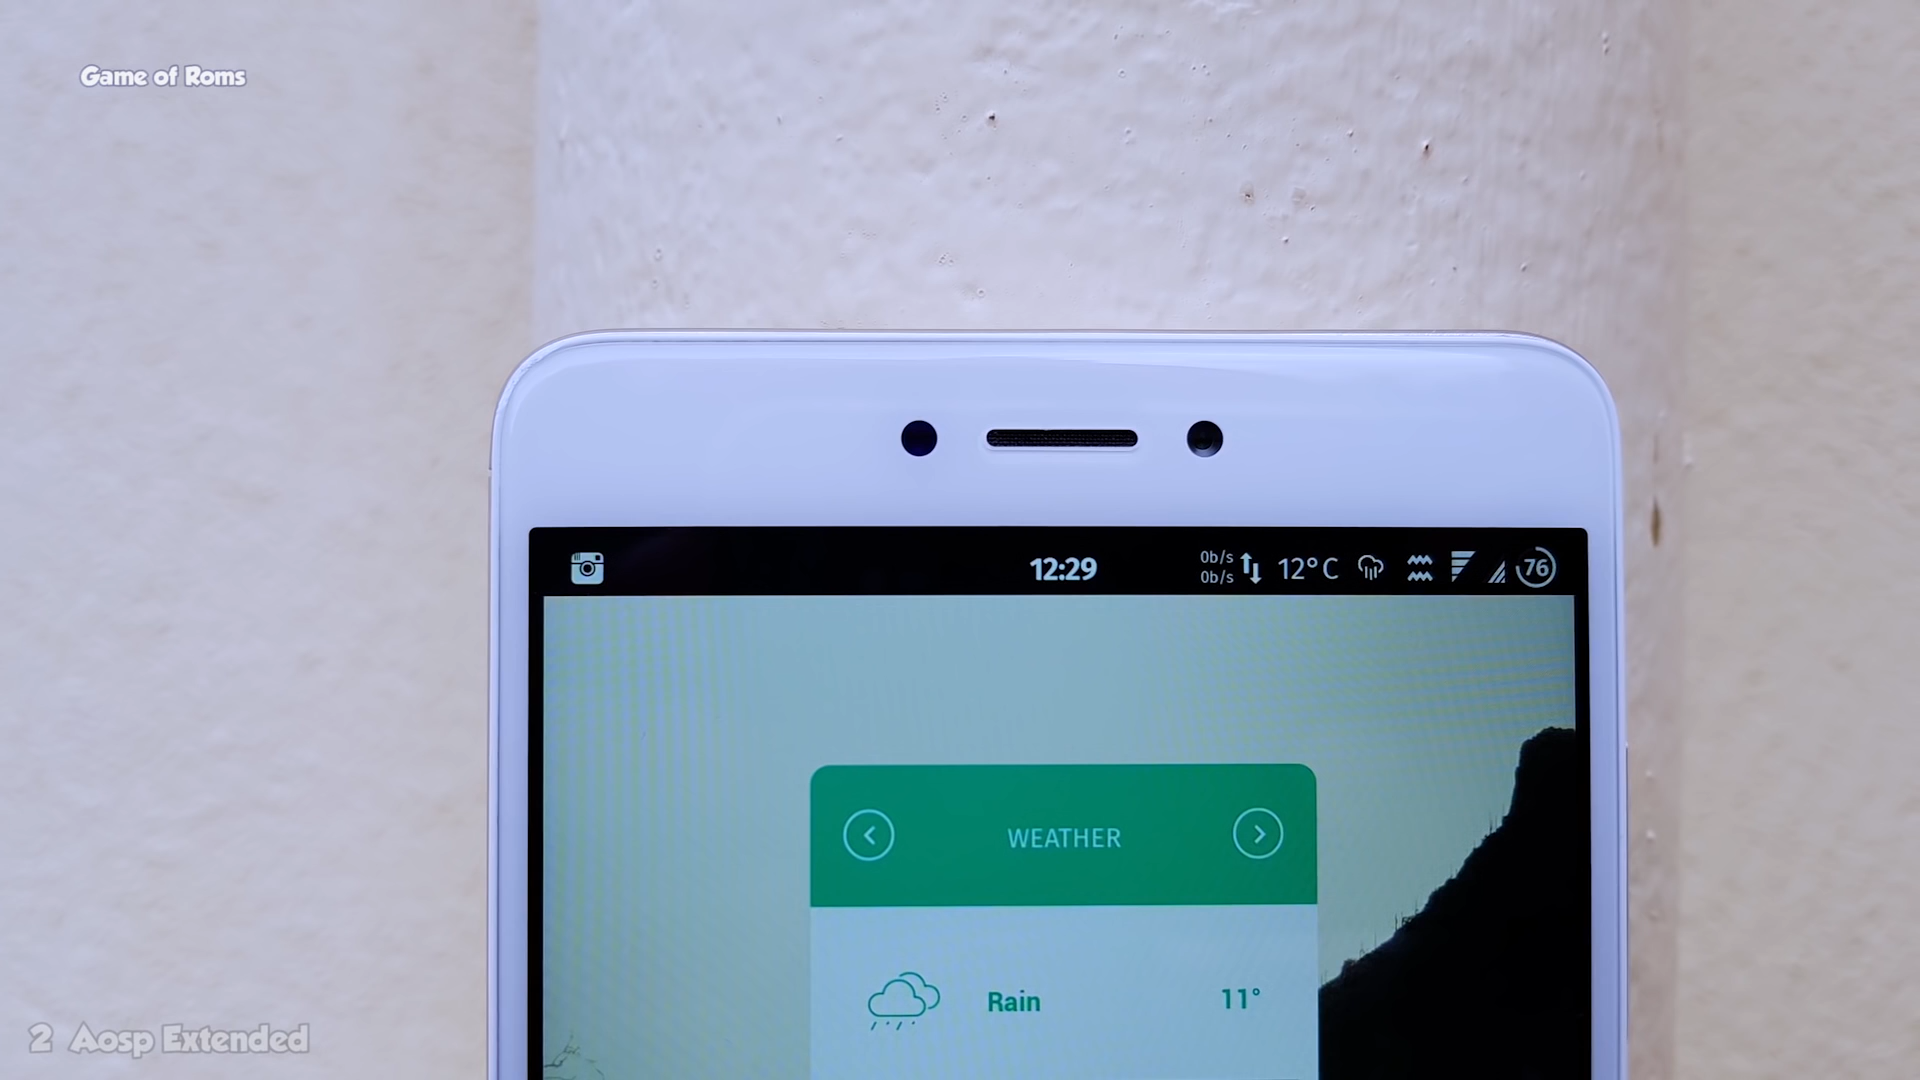 Game of Roms
12:29
0b/s
0b/s
12°C
76
WEATHER
Rain 11°
2 Aosp Extended